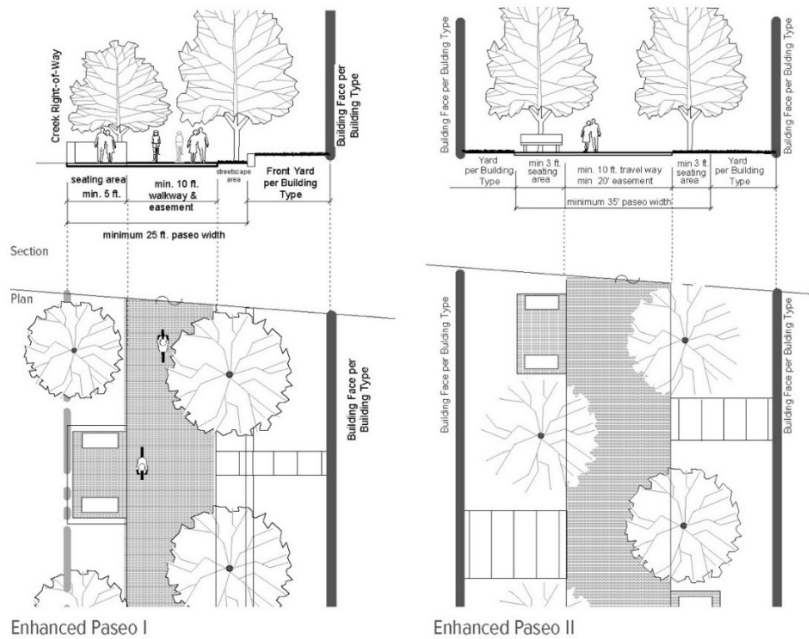 Creek Right-of-Way
Building Face per
Building Type
seating area
min. 5 ft.
min. 10 ft.
walkway &
easement
streetscape
area
Front Yard
per Building
Type
minimum 25 ft. paseo width
Section
Plan
Building Face per
Building Type
Enhanced Paseo I
Building Face per Bulding Type
Building Face per Bulding Type
Yard
per Building
Type
min 3 ft.
seating
area
min. 10 ft. travel way
min 20' easement
min 3 ft.
seating
area
Yard
per Building
Type
minimum 35' paseo width
Building Face per Bulding Type
Building Face per Bulding Type
Enhanced Paseo II